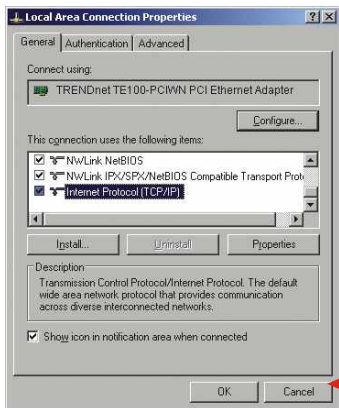 Local Area Connection Properties
General Authentication Advanced
Connect using:
TRENDnet TE100-PCIWN PCI Ethernet Adapter
Configure...
This connection uses the following items:
NWLink NetBIOS
NWLink IPX/SPX/NetBIOS Compatible Transport Proto
Internet Protocol (TCP/IP)
Install... Uninstall Properties
Description
Transmission Control Protocol/Internet Protocol. The default
wide area network protocol that provides communication
across diverse interconnected networks.
Show icon in notification area when connected
OK Cancel